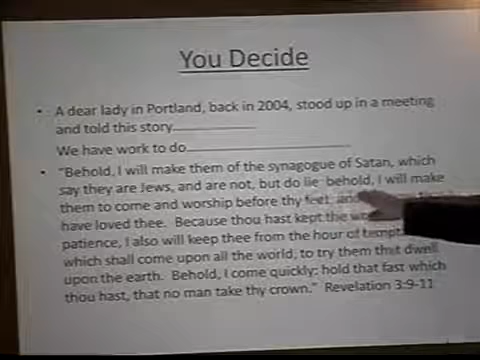 You Decide
• A dear lady in Portland, back in 2004, stood up in a meeting
and told this story
We have work to do
• "Behold, I will make them of the synagogue of Satan, which
say they are Jews, and are not, but do lie: behold, I will make
them to come and worship before thy feet, and
have loved thee. Because thou hast kept the
patience, I also will keep thee from the hour of
which shall come upon all the world, to try them that dwell
upon the earth. Behold, I come quickly: hold that fast which
thou hast, that no man take thy crown." Revelation 3:9-11